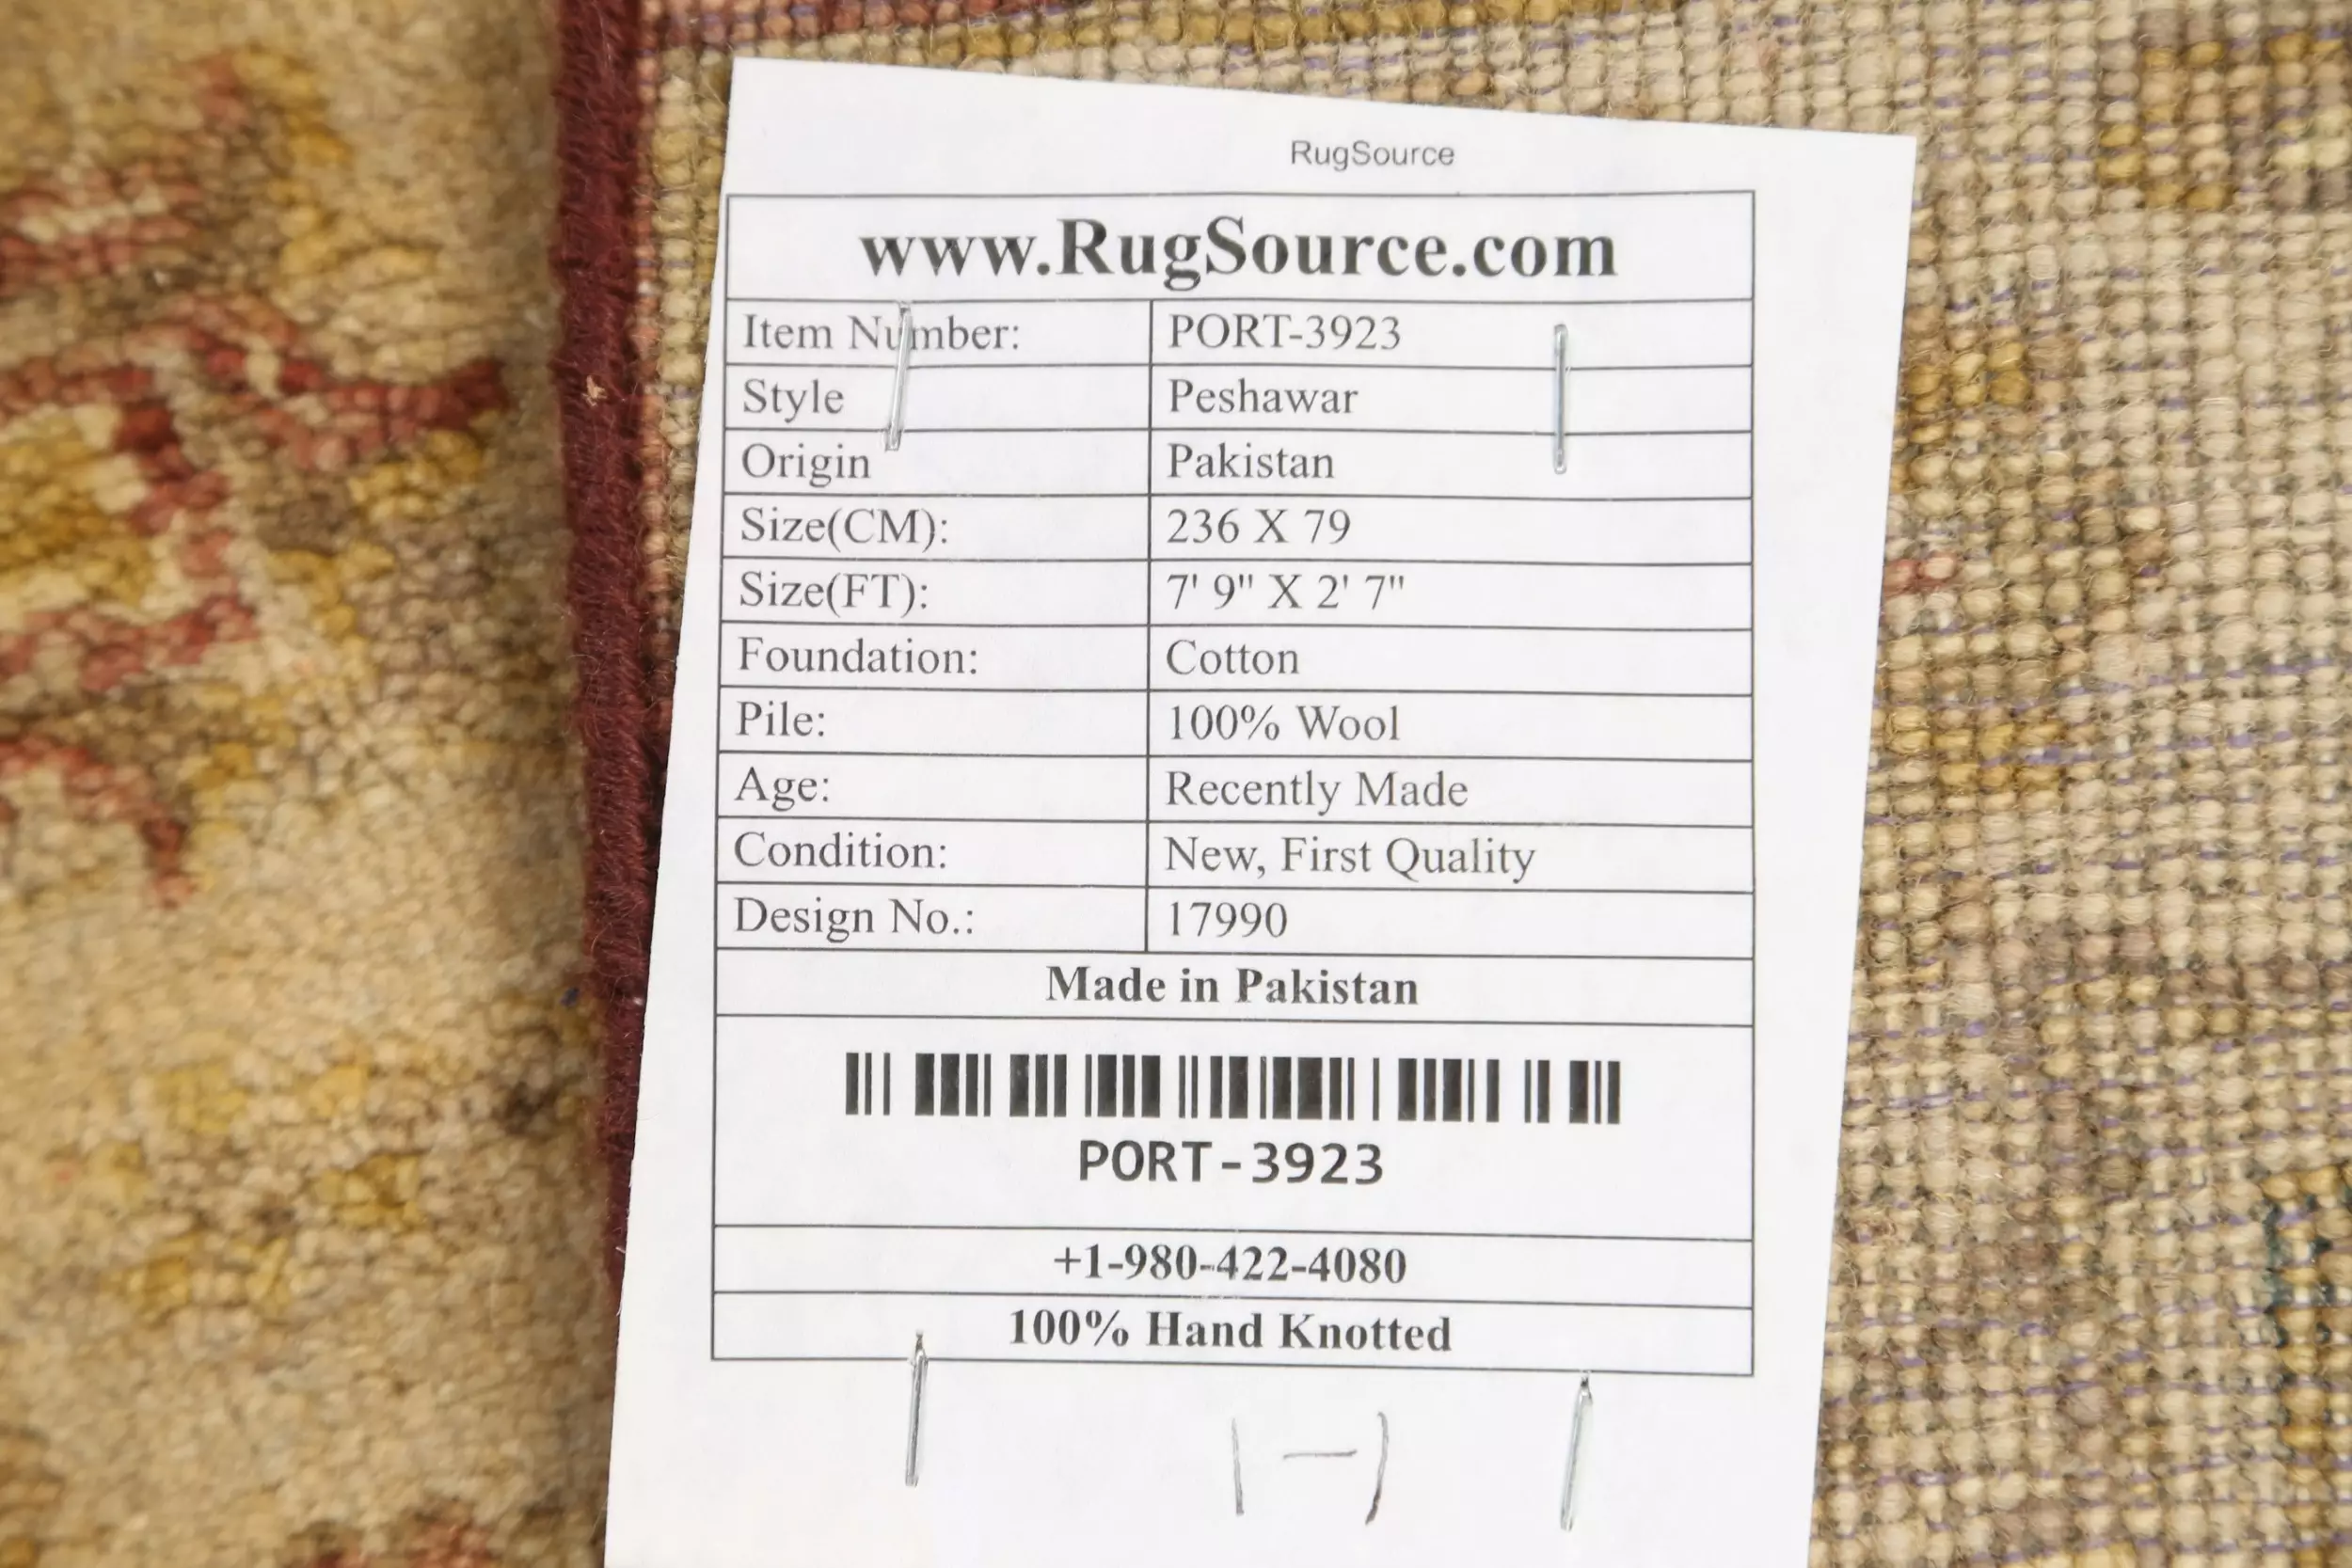 RugSource
www.RugSource.com
Item Number: PORT-3923
Style Peshawar
Origin Pakistan
Size(CM): 236 X 79
Size(FT): 7' 9" X 2' 7"
Foundation: Cotton
Pile: 100% Wool
Age: Recently Made
Condition: New, First Quality
Design No.: 17990
Made in Pakistan
PORT-3923
+1-980-422-4080
100% Hand Knotted
1-1